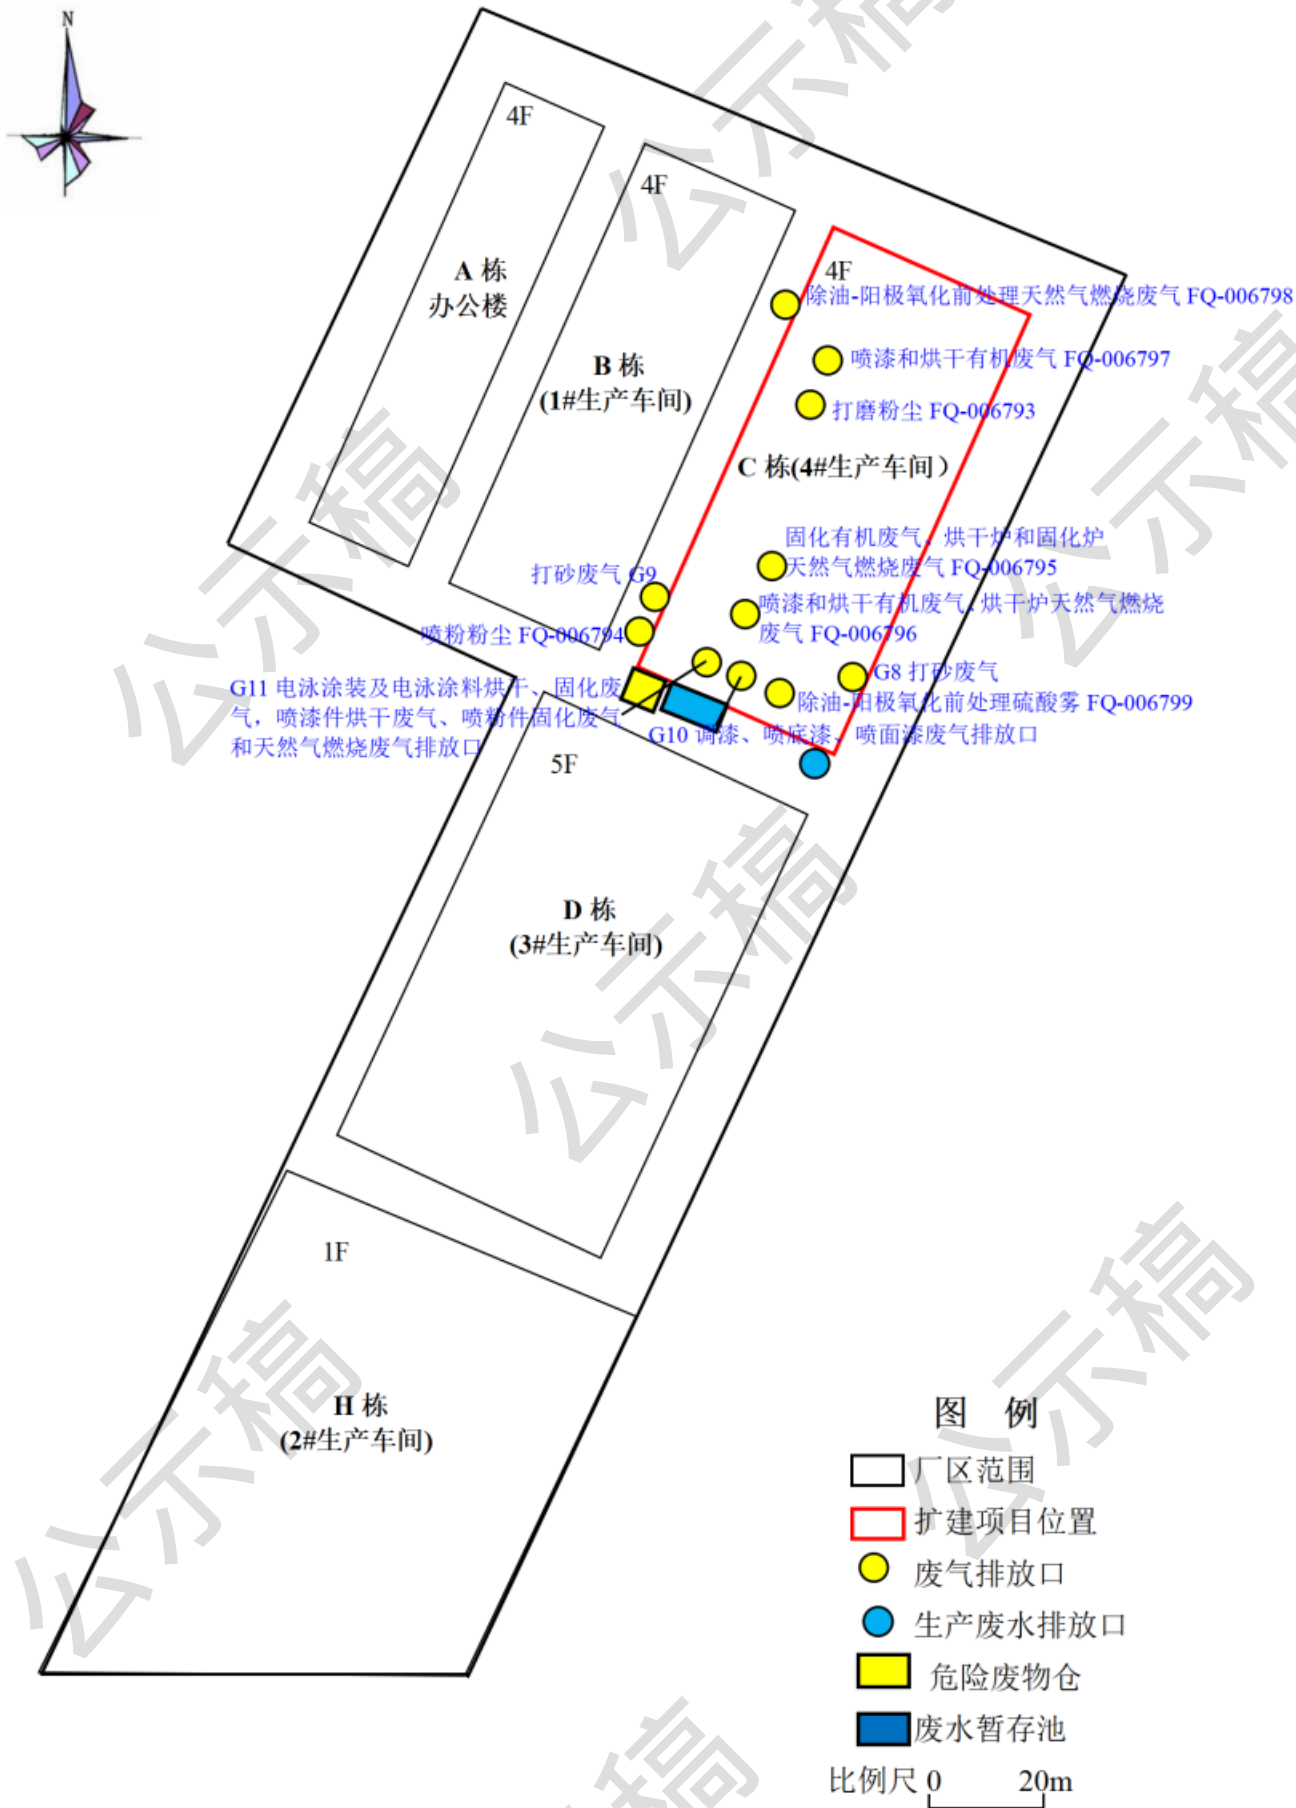 N
4F
A 栋
办公楼
4F
B 栋
(1#生产车间)
4F
除油-阳极氧化前处理天然气燃烧废气 FQ-006798
喷漆和烘干有机废气 FQ-006797
打磨粉尘 FQ-006793
C 栋(4#生产车间）
固化有机废气、烘干炉和固化炉
天然气燃烧废气 FQ-006795
打砂废气 G9
喷漆和烘干有机废气、烘干炉天然气燃烧
废气 FQ-006796
喷粉粉尘 FQ-006794
G8 打砂废气
除油-阳极氧化前处理硫酸雾 FQ-006799
G11 电泳涂装及电泳涂料烘干、固化废
气，喷漆件烘干废气、喷粉件固化废气
和天然气燃烧废气排放口
G10 调漆、喷底漆、喷面漆废气排放口
5F
D 栋
(3#生产车间)
1F
H 栋
(2#生产车间)
图 例
厂区范围
扩建项目位置
废气排放口
生产废水排放口
危险废物仓
废水暂存池
比例尺 0 20m
公示稿
公示稿
公示稿
公示稿
公示稿
公示稿
公示稿